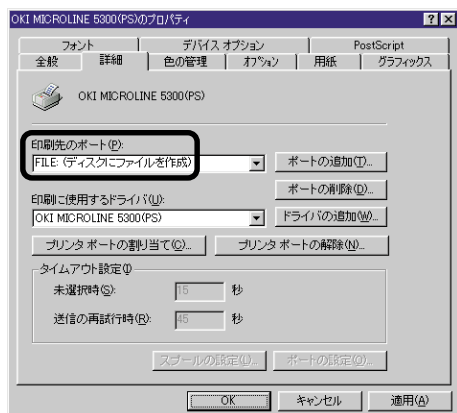 OKI MICROLINE 5300(PS)のプロパティ
フォント デバイス オプション PostScript
全般 詳細 色の管理 オプション 用紙 グラフィックス
OKI MICROLINE 5300(PS)
印刷先のポート(P):
FILE: (ディスクにファイルを作成)
ポートの追加(T)...
ポートの削除(D)...
印刷に使用するドライバ(U):
OKI MICROLINE 5300(PS)
ドライバの追加(W)...
プリンタ ポートの割り当て(C)... プリンタ ポートの解除(N)...
タイムアウト設定(I)
未選択時(S): 15 秒
送信の再試行時(R): 45 秒
スプールの設定(L)... ポートの設定(O)...
OK キャンセル 適用(A)